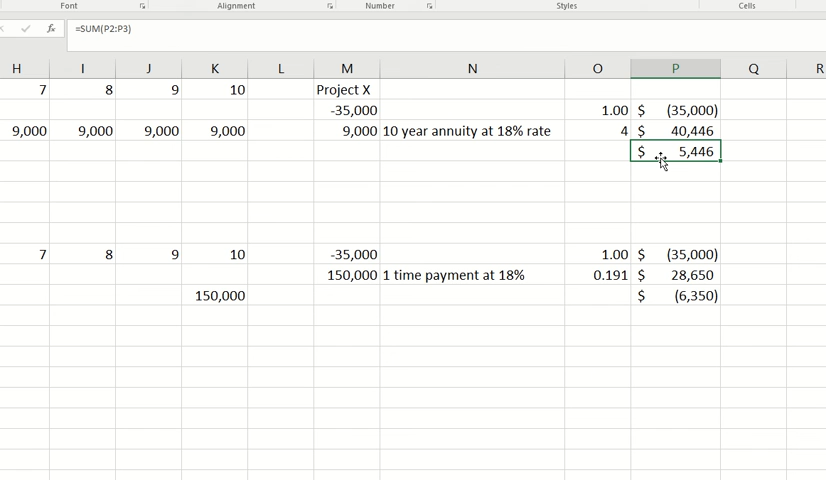 Font Alignment Number Styles Cells
fx =SUM(P2:P3)
H I J K L M N O P Q R
7 8 9 10 Project X
-35,000 1.00 $ (35,000)
9,000 9,000 9,000 9,000 9,000 10 year annuity at 18% rate 4 $ 40,446
$ 5,446
7 8 9 10 -35,000 1.00 $ (35,000)
150,000 1 time payment at 18% 0.191 $ 28,650
150,000 $ (6,350)